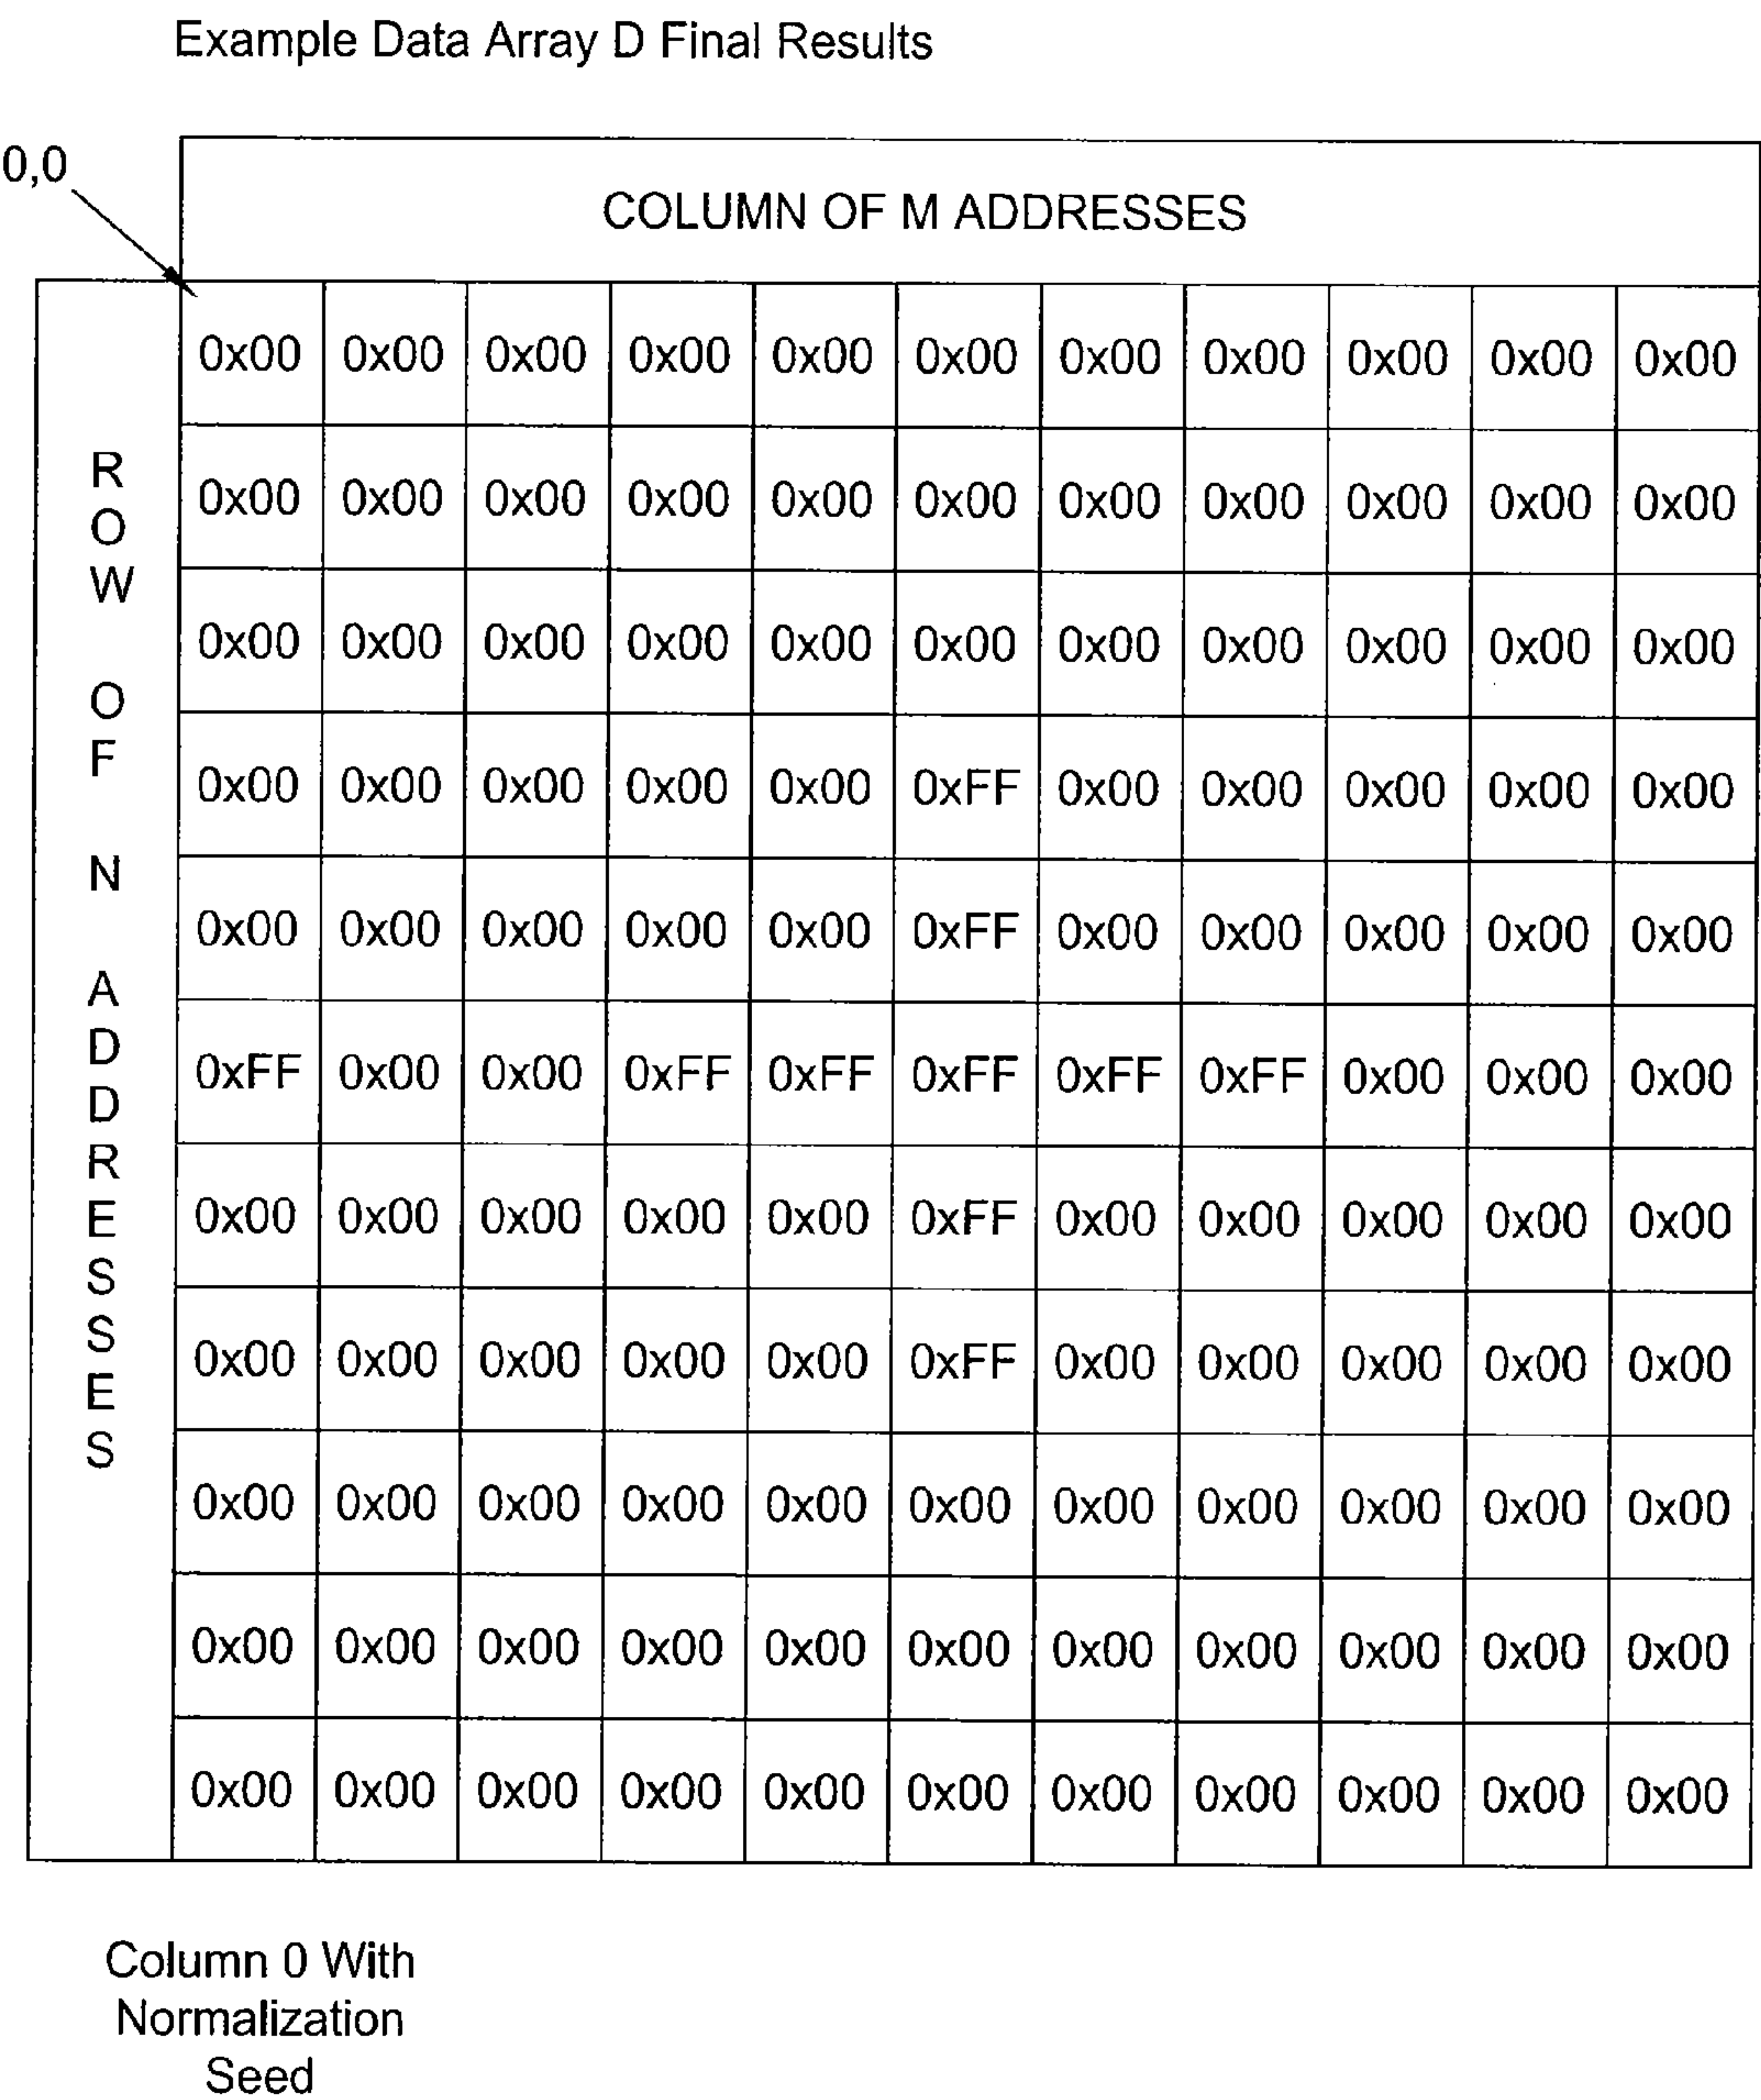 Example Data Array D Final Results
0,0
COLUMN OF M ADDRESSES
ROW OF N ADDRESSES
0x00 0x00 0x00 0x00 0x00 0x00 0x00 0x00 0x00 0x00 0x00
0x00 0x00 0x00 0x00 0x00 0x00 0x00 0x00 0x00 0x00 0x00
0x00 0x00 0x00 0x00 0x00 0x00 0x00 0x00 0x00 0x00 0x00
0x00 0x00 0x00 0x00 0x00 0xFF 0x00 0x00 0x00 0x00 0x00
0x00 0x00 0x00 0x00 0x00 0xFF 0x00 0x00 0x00 0x00 0x00
0xFF 0x00 0x00 0xFF 0xFF 0xFF 0xFF 0xFF 0x00 0x00 0x00
0x00 0x00 0x00 0x00 0x00 0xFF 0x00 0x00 0x00 0x00 0x00
0x00 0x00 0x00 0x00 0x00 0xFF 0x00 0x00 0x00 0x00 0x00
0x00 0x00 0x00 0x00 0x00 0x00 0x00 0x00 0x00 0x00 0x00
0x00 0x00 0x00 0x00 0x00 0x00 0x00 0x00 0x00 0x00 0x00
0x00 0x00 0x00 0x00 0x00 0x00 0x00 0x00 0x00 0x00 0x00
Column 0 With
Normalization
Seed